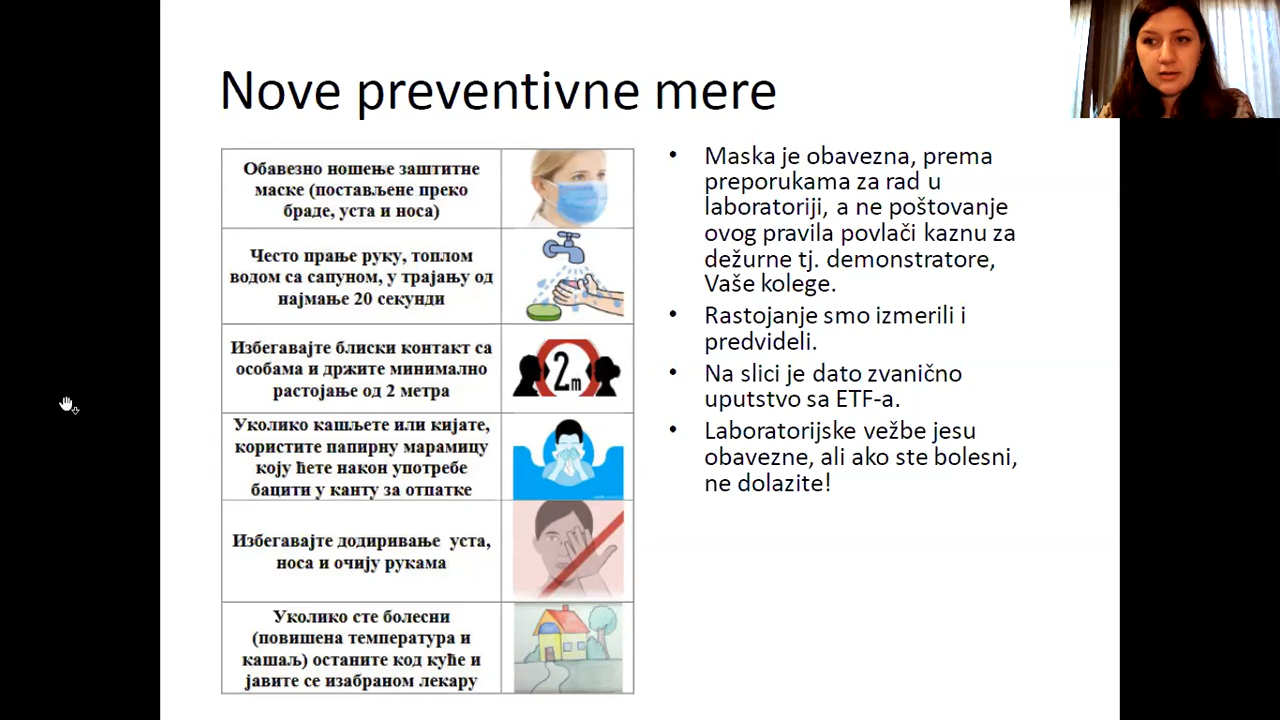 Nove preventivne mere
Обавезно ношење заштитне
маске (постављене преко
браде, уста и носа)
Често прање руку, топлом
водом са сапуном, у трајању од
најмање 20 секунди
Избегавајте блиски контакт са
особама и држите минимално
растојање од 2 метра
2
m
Уколико кашљете или кијате,
користите папирну марамицу
коју ћете након употребе
бацити у канту за отпатке
Избегавајте додиривање уста,
носа и очију рукама
Уколико сте болесни
(повишена температура и
кашаљ) останите код куће и
јавите се изабраном лекару
• Maska je obavezna, prema
preporukama za rad u
laboratoriji, a ne poštovanje
ovog pravila povlači kaznu za
dežurne tj. demonstratore,
Vaše kolege.
• Rastojanje smo izmerili i
predvideli.
• Na slici je dato zvanično
uputstvo sa ETF-a.
• Laboratorijske vežbe jesu
obavezne, ali ako ste bolesni,
ne dolazite!